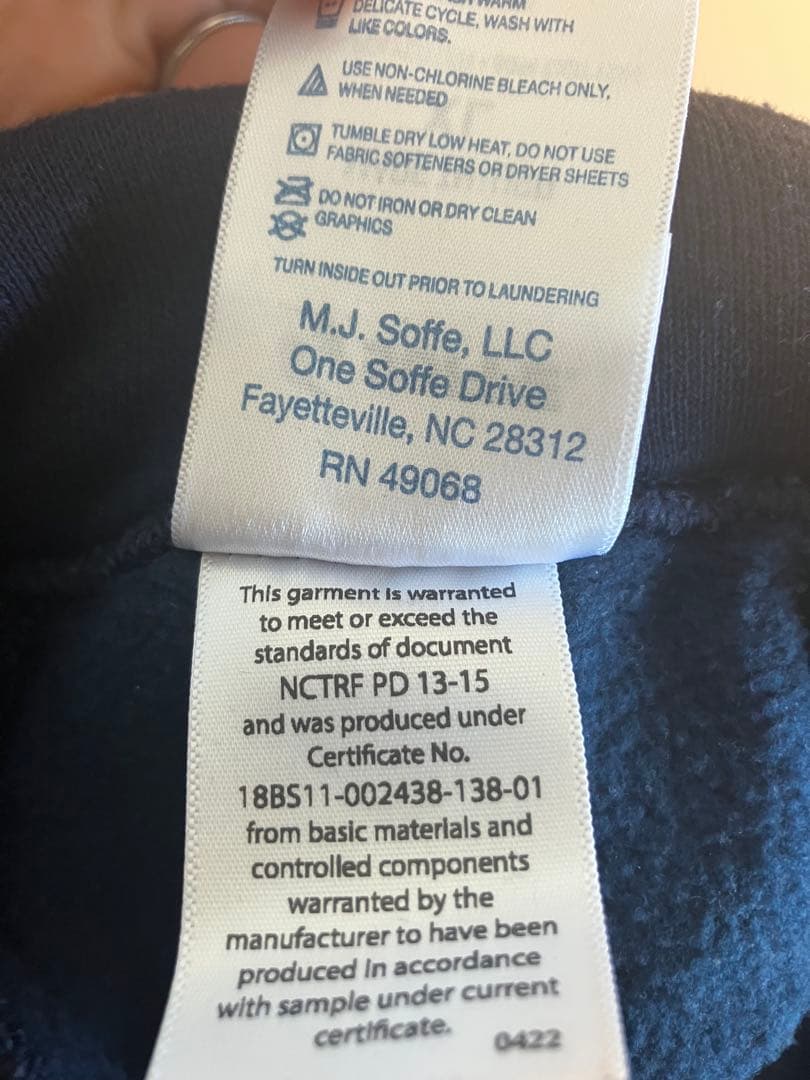 DELICATE CYCLE, WASH WITH
LIKE COLORS.
USE NON-CHLORINE BLEACH ONLY,
WHEN NEEDED
TUMBLE DRY LOW HEAT, DO NOT USE
FABRIC SOFTENERS OR DRYER SHEETS
DO NOT IRON OR DRY CLEAN
GRAPHICS
TURN INSIDE OUT PRIOR TO LAUNDERING
M.J. Soffe, LLC
One Soffe Drive
Fayetteville, NC 28312
RN 49068
This garment is warranted
to meet or exceed the
standards of document
NCTRF PD 13-15
and was produced under
Certificate No.
18BS11-002438-138-01
from basic materials and
controlled components
warranted by the
manufacturer to have been
produced in accordance
with sample under current
certificate.
0422